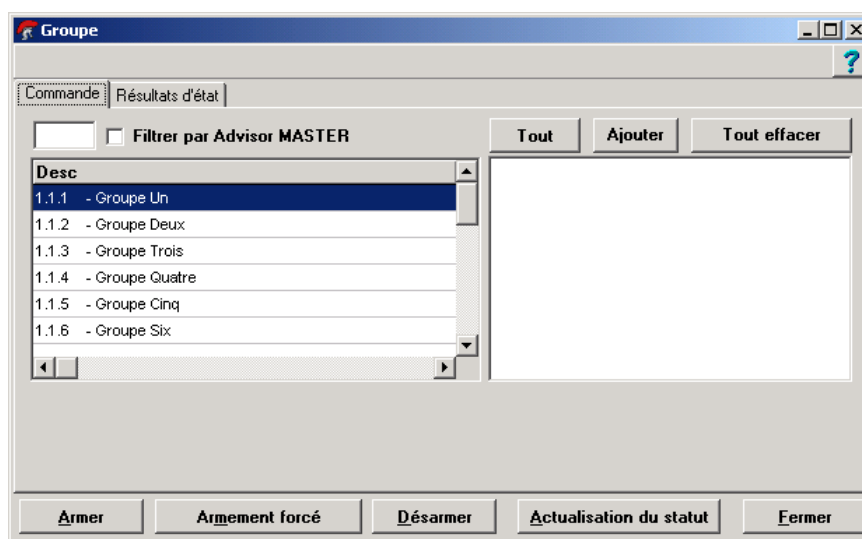 Groupe
?
Commande Résultats d'état
Filtrer par Advisor MASTER Tout Ajouter Tout effacer
Desc
1.1.1 - Groupe Un
1.1.2 - Groupe Deux
1.1.3 - Groupe Trois
1.1.4 - Groupe Quatre
1.1.5 - Groupe Cinq
1.1.6 - Groupe Six
Armer Armement forcé Désarmer Actualisation du statut Fermer